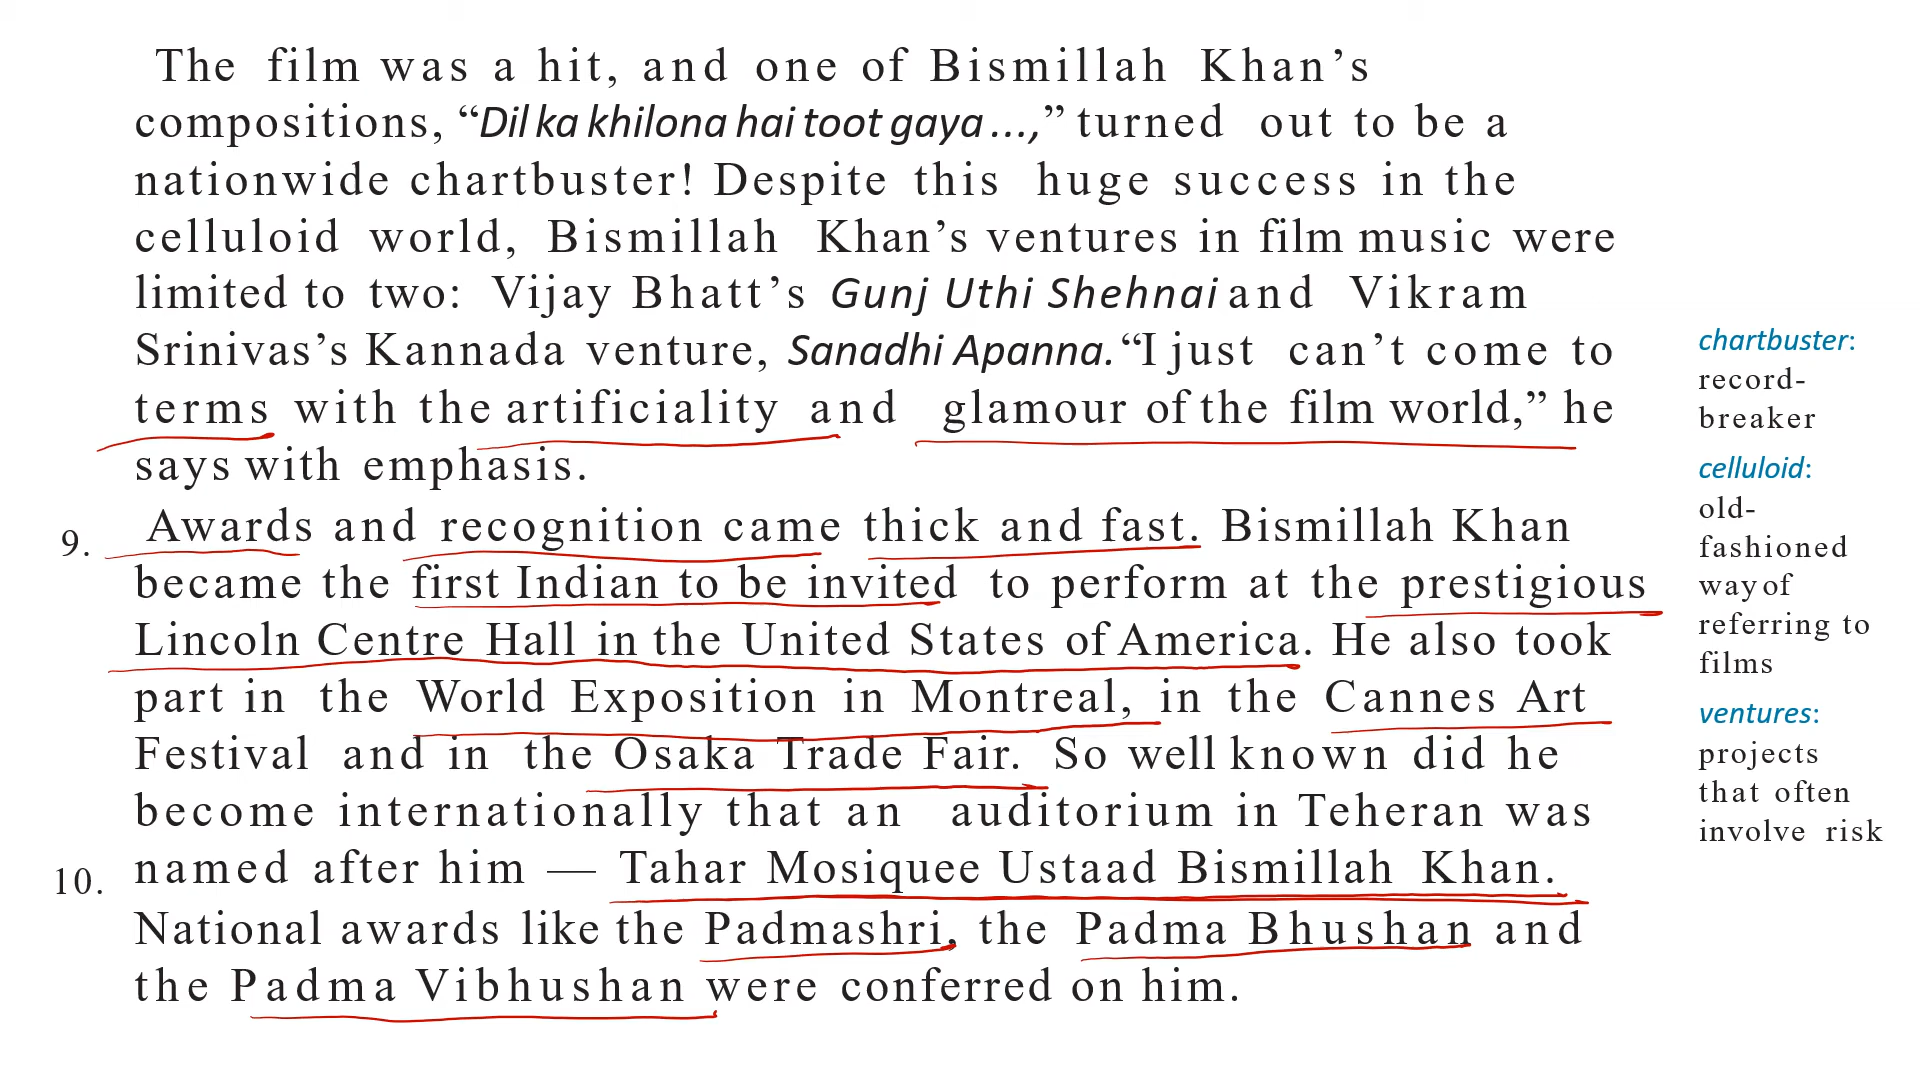 The film was a hit, and one of Bismillah Khan’s
compositions, “Dil ka khilona hai toot gaya ...,” turned out to be a
nationwide chartbuster! Despite this huge success in the
celluloid world, Bismillah Khan’s ventures in film music were
limited to two: Vijay Bhatt’s Gunj Uthi Shehnai and Vikram
Srinivas’s Kannada venture, Sanadhi Apanna. “I just can’t come to
terms with the artificiality and glamour of the film world,” he
says with emphasis.
9. Awards and recognition came thick and fast. Bismillah Khan
became the first Indian to be invited to perform at the prestigious
Lincoln Centre Hall in the United States of America. He also took
part in the World Exposition in Montreal, in the Cannes Art
Festival and in the Osaka Trade Fair. So well known did he
become internationally that an auditorium in Teheran was
10. named after him — Tahar Mosiquee Ustaad Bismillah Khan.
National awards like the Padmashri, the Padma Bhushan and
the Padma Vibhushan were conferred on him.
chartbuster:
record-
breaker
celluloid:
old-
fashioned
way of
referring to
films
ventures:
projects
that often
involve risk